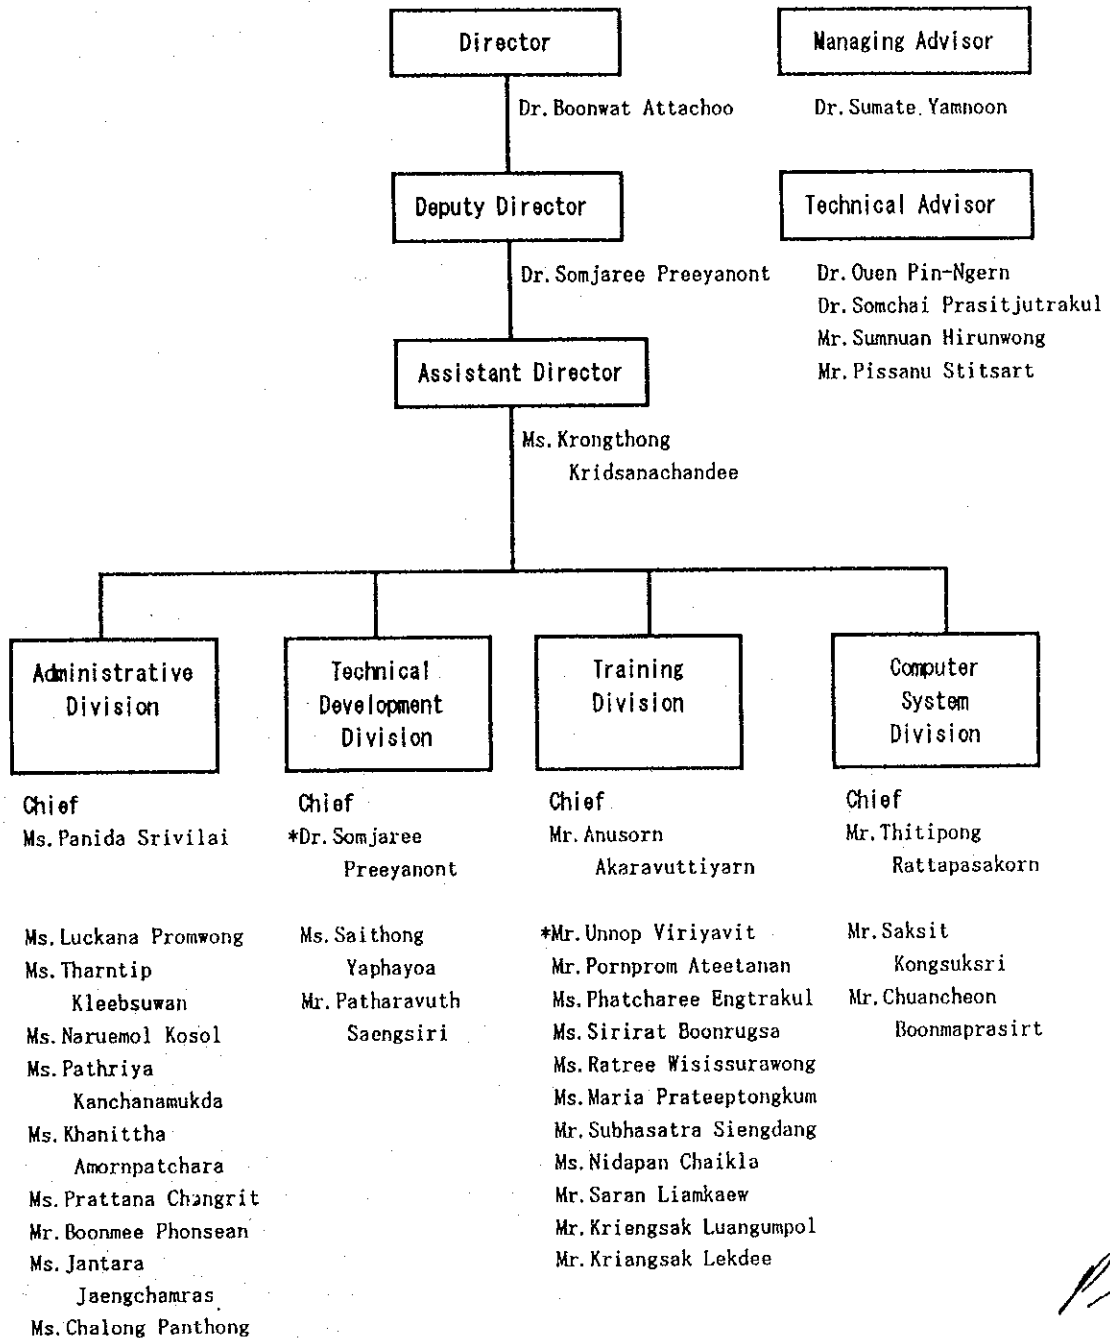 Director
Dr. Boonwat Attachoo
Managing Advisor
Dr. Sumate Yamnoon
Deputy Director
Dr. Somjaree Preeyanont
Technical Advisor
Dr. Ouen Pin-Ngern
Dr. Somchai Prasitjutrakul
Mr. Sumnuan Hirunwong
Mr. Pissanu Stitsart
Assistant Director
Ms. Krongthong
Kridsanachandee
Administrative
Division
Chief
Ms. Panida Srivilai
Ms. Luckana Promwong
Ms. Tharntip
Kleebsuwan
Ms. Naruemol Kosol
Ms. Pathriya
Kanchanamukda
Ms. Khanittha
Amornpatchara
Ms. Prattana Changrit
Mr. Boonmee Phonsean
Ms. Jantara
Jaengchamras
Ms. Chalong Panthong
Technical
Development
Division
Chief
*Dr. Somjaree
Preeyanont
Ms. Saithong
Yaphayoa
Mr. Patharavuth
Saengsiri
Training
Division
Chief
Mr. Anusorn
Akaravuttiyarn
*Mr. Unnop Viriyavit
Mr. Pornprom Ateetanan
Ms. Phatcharee Engtrakul
Ms. Sirirat Boonrugsa
Ms. Ratree Wisissurawong
Ms. Maria Prateeptongkum
Mr. Subhasatra Siengdang
Ms. Nidapan Chaikla
Mr. Saran Liamkaew
Mr. Kriengsak Luangumpol
Mr. Kriangsak Lekdee
Computer
System
Division
Chief
Mr. Thitipong
Rattapasakorn
Mr. Saksit
Kongsuksri
Mr. Chuancheon
Boonmaprasirt